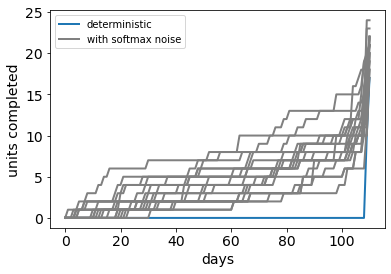 deterministic
with softmax noise
units completed
25
20
15
10
5
0
0 20 40 60 80 100
days